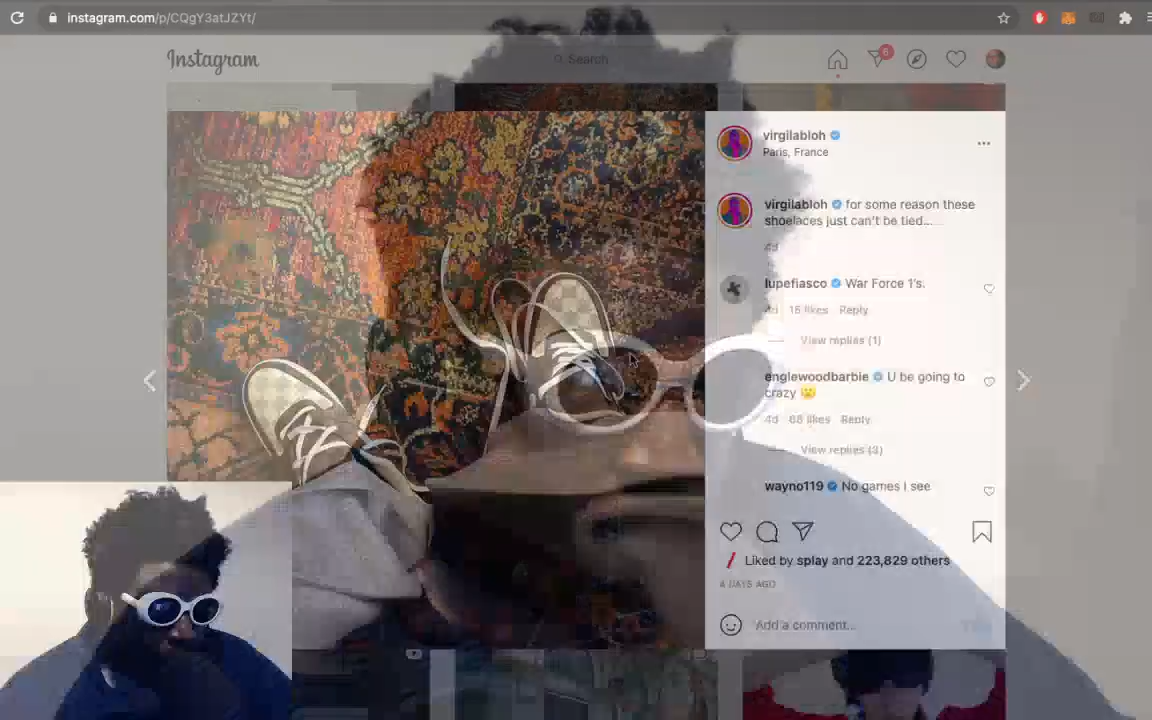 instagram.com/p/CQgY3atJZYt/
Instagram
Search
6
virgilabloh
Paris, France
virgilabloh for some reason these
shoelaces just can't be tied...
4d
lupefiasco War Force 1's.
4d 16 likes Reply
View replies (1)
englewoodbarbie U be going to
crazy
4d 68 likes Reply
View replies (3)
wayno119 No games I see
Liked by splay and 223,829 others
4 DAYS AGO
Add a comment...